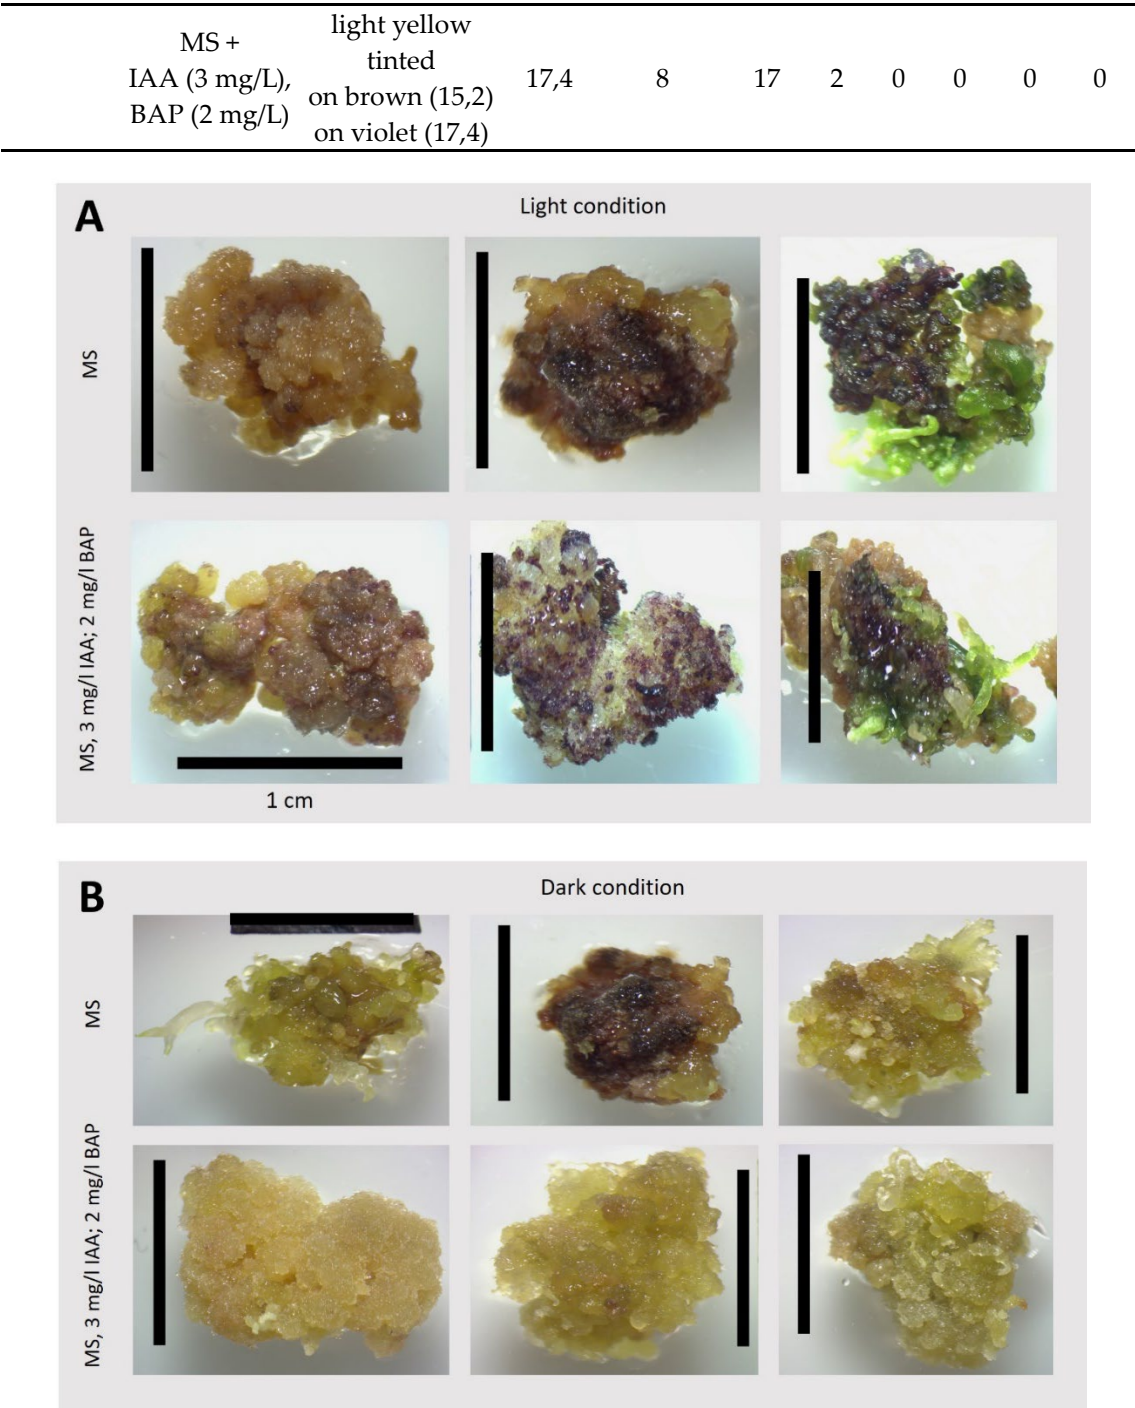 MS +
IAA (3 mg/L),
BAP (2 mg/L)
light yellow
tinted
on brown (15,2)
on violet (17,4)
17,4 8 17 2 0 0 0 0
A
Light condition
MS
MS, 3 mg/l IAA; 2 mg/l BAP
1 cm
B
Dark condition
MS
MS, 3 mg/l IAA; 2 mg/l BAP